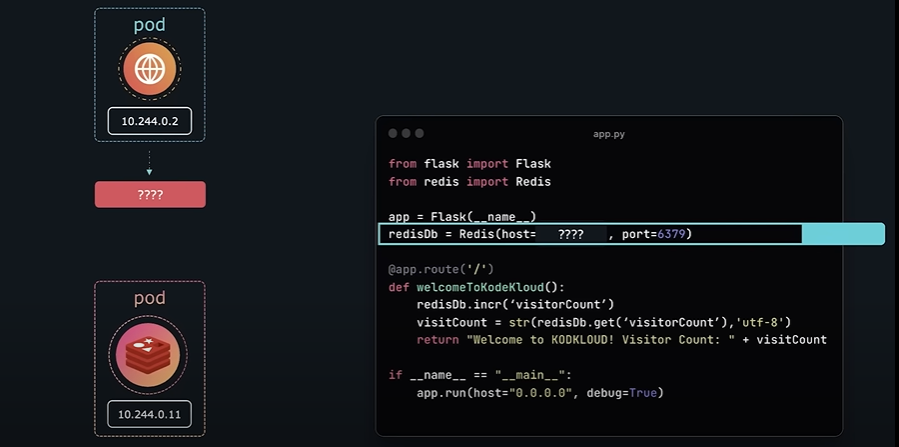 pod
10.244.0.2
????
pod
10.244.0.11
app.py
from flask import Flask
from redis import Redis
app = Flask(__name__)
redisDb = Redis(host= ???? , port=6379)
@app.route('/')
def welcomeToKodeKloud():
redisDb.incr(‘visitorCount’)
visitCount = str(redisDb.get(‘visitorCount’),'utf-8')
return "Welcome to KODKLOUD! Visitor Count: " + visitCount
if __name__ == "__main__":
app.run(host="0.0.0.0", debug=True)